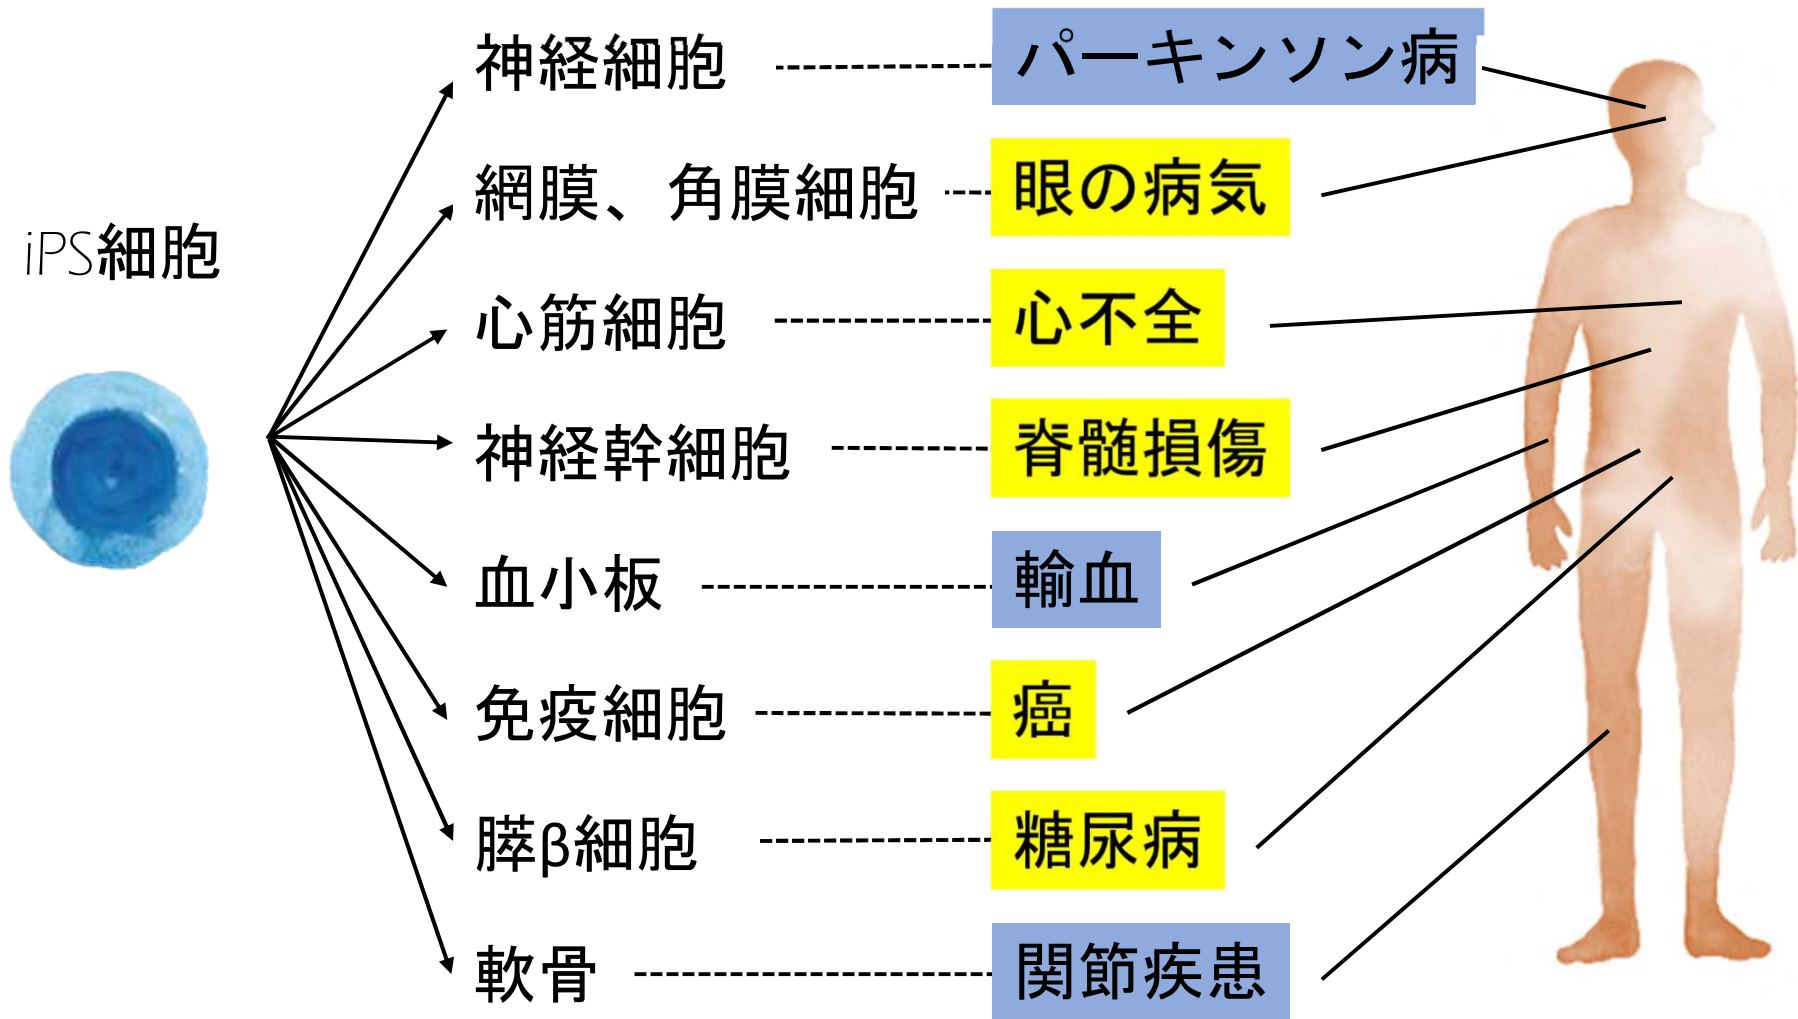 iPS細胞
神経細胞 パーキンソン病
網膜、角膜細胞 眼の病気
心筋細胞 心不全
神経幹細胞 脊髄損傷
血小板 輸血
免疫細胞 癌
膵β細胞 糖尿病
軟骨 関節疾患